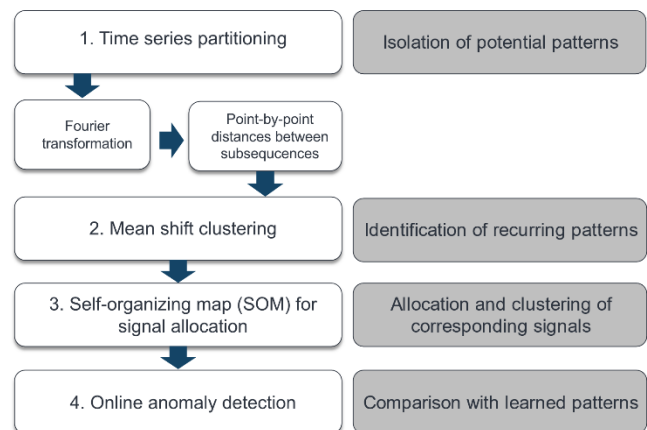 1. Time series partitioning
Isolation of potential patterns
Fourier
transformation
Point-by-point
distances between
subsequcences
2. Mean shift clustering
Identification of recurring patterns
3. Self-organizing map (SOM) for
signal allocation
Allocation and clustering of
corresponding signals
4. Online anomaly detection
Comparison with learned patterns